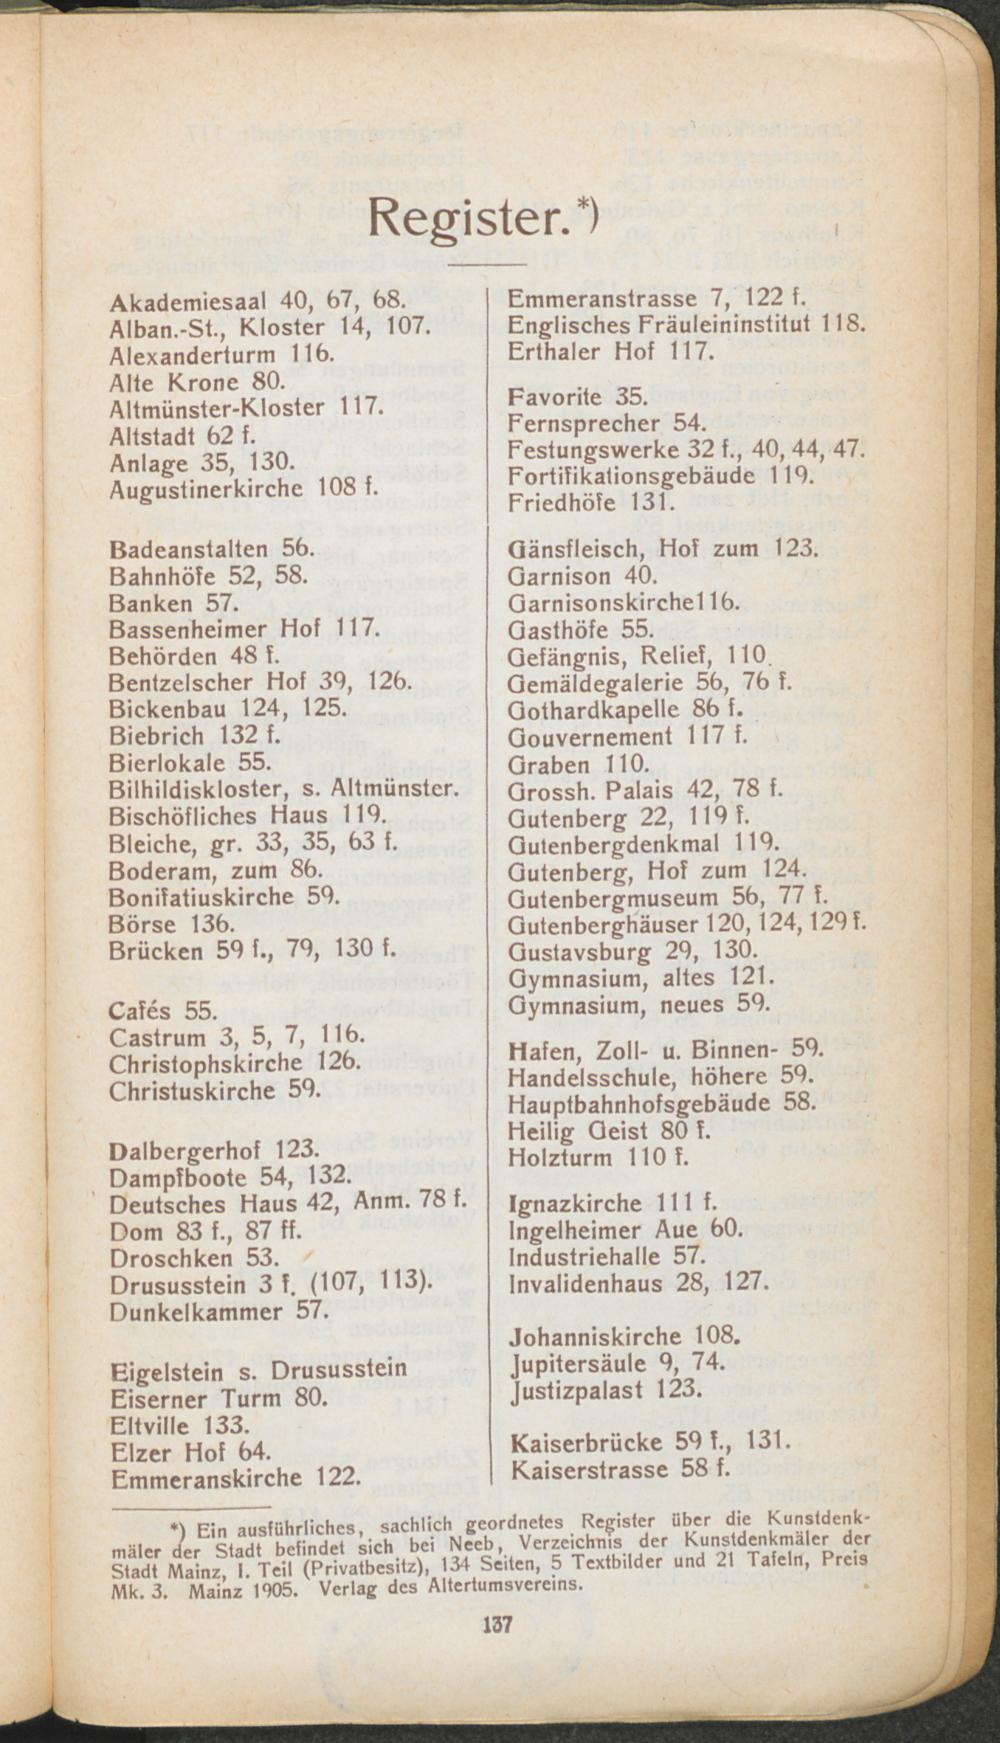 Register.*)
Akademiesaal 40, 67, 68.
Alban.-St., Kloster 14, 107.
Alexanderturm 116.
Alte Krone 80.
Altmünster-Kloster 117.
Altstadt 62 f.
Anlage 35, 130.
Augustinerkirche 108 f.
Badeanstalten 56.
Bahnhöfe 52, 58.
Banken 57.
Bassenheimer Hof 117.
Behörden 48 f.
Bentzelscher Hof 39, 126.
Bickenbau 124, 125.
Biebrich 132 f.
Bierlokale 55.
Bilhildiskloster, s. Altmünster.
Bischöfliches Haus 119.
Bleiche, gr. 33, 35, 63 f.
Boderam, zum 86.
Bonifatiuskirche 59.
Börse 136.
Brücken 59 f., 79, 130 f.
Cafés 55.
Castrum 3, 5, 7, 116.
Christophskirche 126.
Christuskirche 59.
Dalbergerhof 123.
Dampfboote 54, 132.
Deutsches Haus 42, Anm. 78 f.
Dom 83 f., 87 ff.
Droschken 53.
Drususstein 3 f. (107, 113).
Dunkelkammer 57.
Eigelstein s. Drususstein
Eiserner Turm 80.
Eltville 133.
Elzer Hof 64.
Emmeranskirche 122.
Emmeranstrasse 7, 122 f.
Englisches Fräuleininstitut 118.
Erthaler Hof 117.
Favorite 35.
Fernsprecher 54.
Festungswerke 32 f., 40, 44, 47.
Fortifikationsgebäude 119.
Friedhöfe 131.
Gänsfleisch, Hof zum 123.
Garnison 40.
Garnisonskirche116.
Gasthöfe 55.
Gefängnis, Relief, 110.
Gemäldegalerie 56, 76 f.
Gothardkapelle 86 f.
Gouvernement 117 f.
Graben 110.
Grossh. Palais 42, 78 f.
Gutenberg 22, 119 f.
Gutenbergdenkmal 119.
Gutenberg, Hof zum 124.
Gutenbergmuseum 56, 77 f.
Gutenberghäuser 120, 124, 129 f.
Gustavsburg 29, 130.
Gymnasium, altes 121.
Gymnasium, neues 59.
Hafen, Zoll- u. Binnen- 59.
Handelsschule, höhere 59.
Hauptbahnhofsgebäude 58.
Heilig Geist 80 f.
Holzturm 110 f.
Ignazkirche 111 f.
Ingelheimer Aue 60.
Industriehalle 57.
Invalidenhaus 28, 127.
Johanniskirche 108.
Jupitersäule 9, 74.
Justizpalast 123.
Kaiserbrücke 59 f., 131.
Kaiserstrasse 58 f.
*) Ein ausführliches, sachlich geordnetes Register über die Kunstdenk-
mäler der Stadt befindet sich bei Neeb, Verzeichnis der Kunstdenkmäler der
Stadt Mainz, I. Teil (Privatbesitz), 134 Seiten, 5 Textbilder und 21 Tafeln, Preis
Mk. 3. Mainz 1905. Verlag des Altertumsvereins.
137